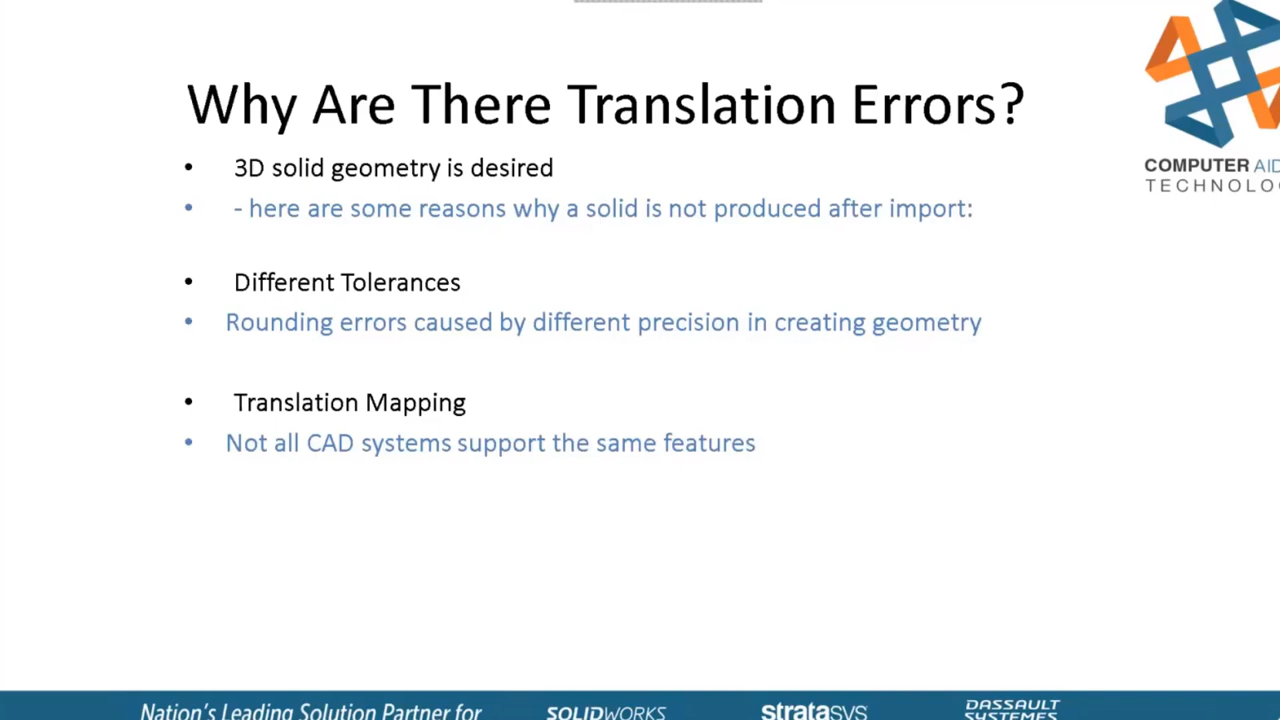 Why Are There Translation Errors?
• 3D solid geometry is desired
• - here are some reasons why a solid is not produced after import:
• Different Tolerances
• Rounding errors caused by different precision in creating geometry
• Translation Mapping
• Not all CAD systems support the same features
COMPUTER AID
TECHNOLO
Nation's Leading Solution Partner for
SOLIDWORKS
stratasys
DASSAULT
SYSTEMES